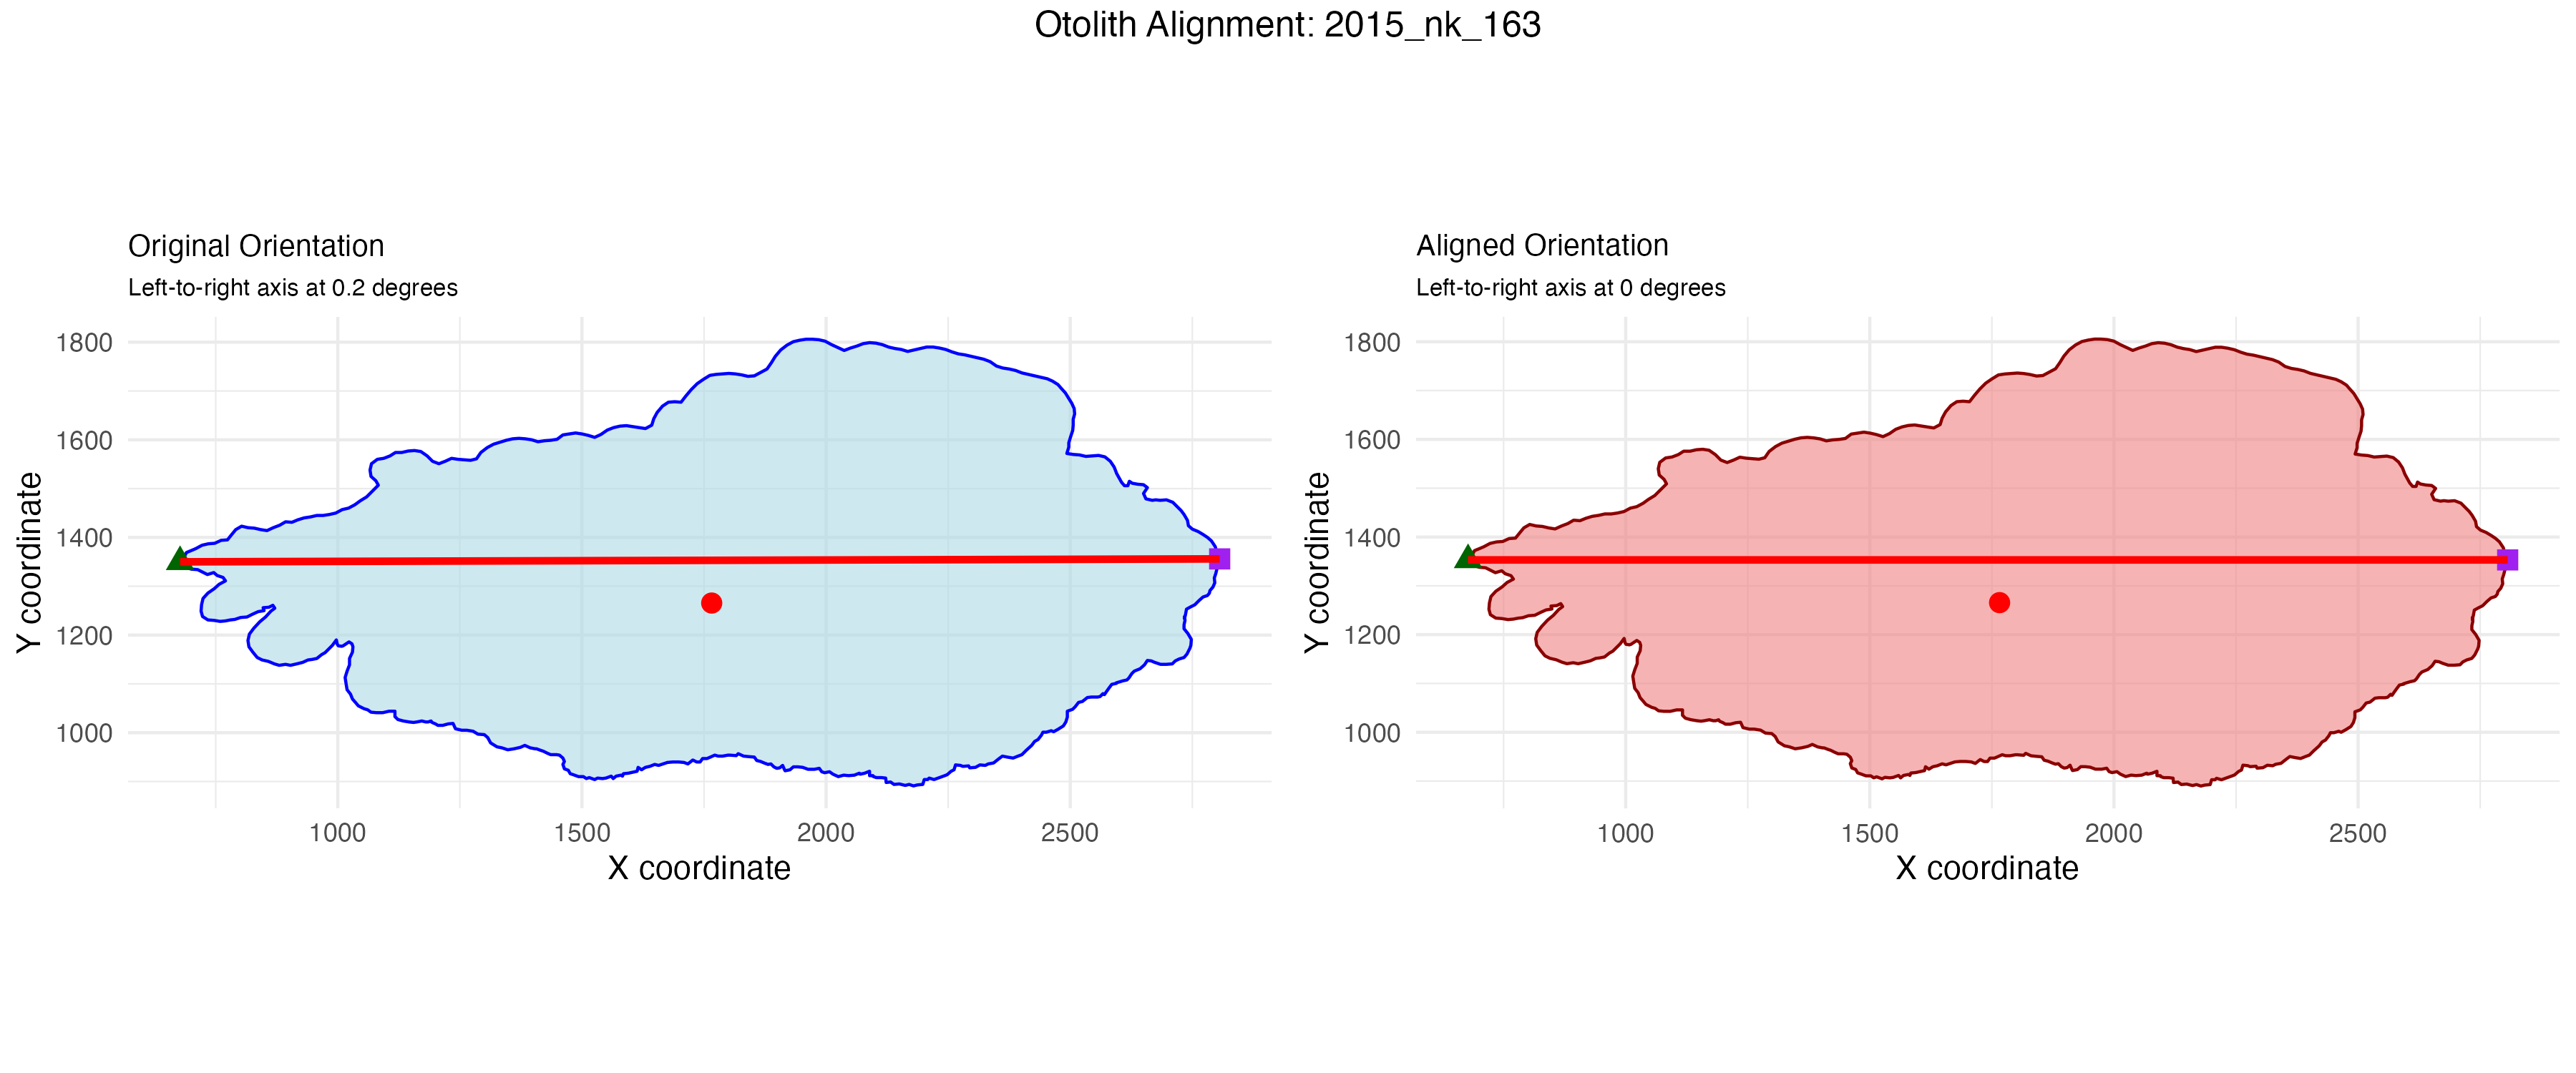 Otolith Alignment: 2015_nk_163
Original Orientation
Left-to-right axis at 0.2 degrees
1800
1600
1400
1200
1000
Y coordinate
1000 1500 2000 2500
X coordinate
Aligned Orientation
Left-to-right axis at 0 degrees
1800
1600
1400
1200
1000
Y coordinate
1000 1500 2000 2500
X coordinate